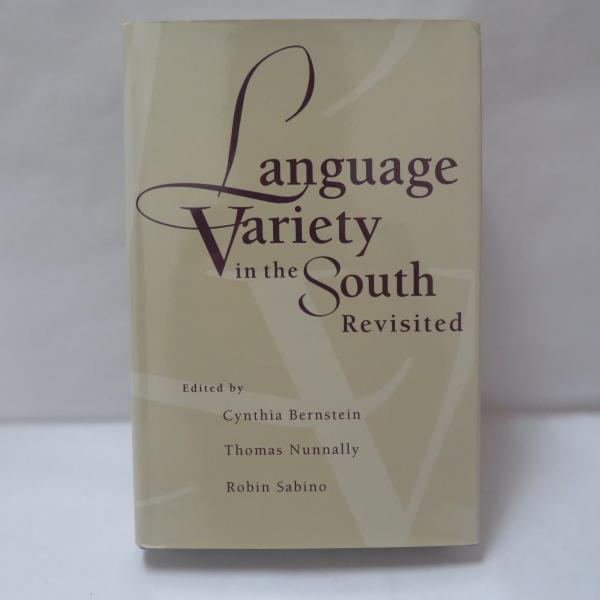 Language
Variety
in the South
Revisited
Edited by
Cynthia Bernstein
Thomas Nunnally
Robin Sabino